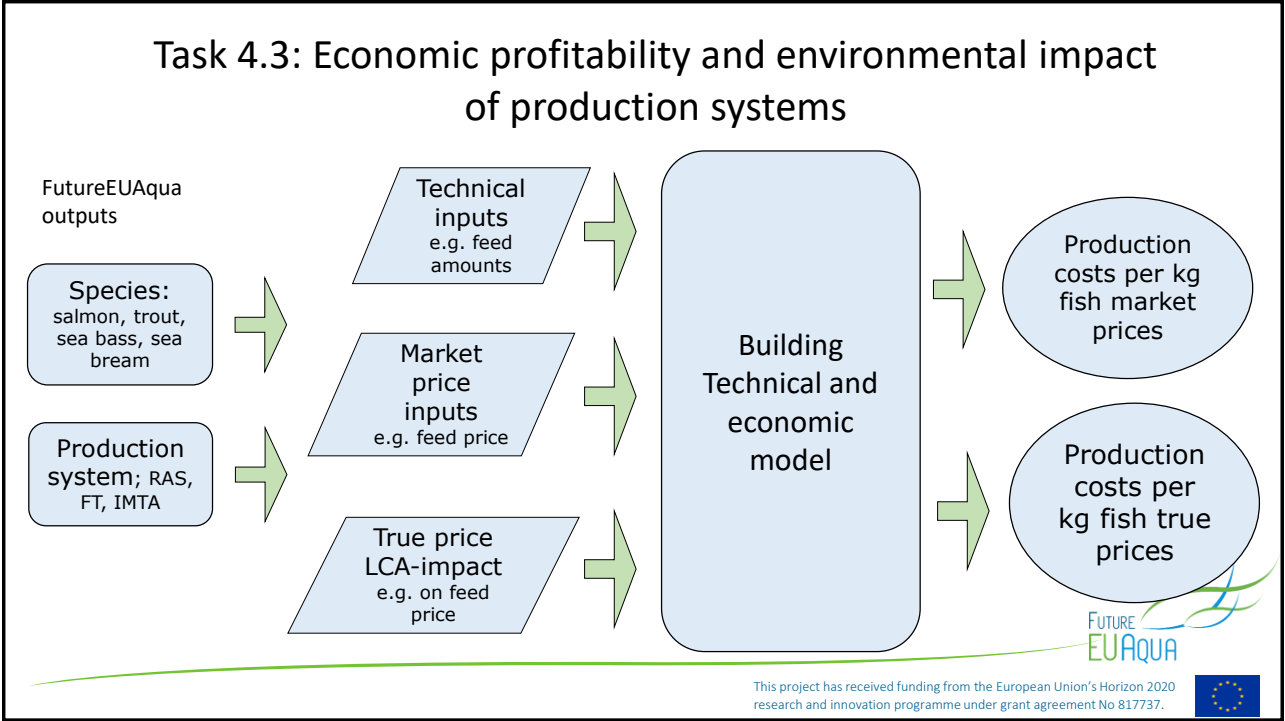 Task 4.3: Economic profitability and environmental impact
of production systems
FutureEUAqua
outputs
Species:
salmon, trout,
sea bass, sea
bream
Production
system; RAS,
FT, IMTA
Technical
inputs
e.g. feed
amounts
Market
price
inputs
e.g. feed price
True price
LCA-impact
e.g. on feed
price
Building
Technical and
economic
model
Production
costs per kg
fish market
prices
Production
costs per
kg fish true
prices
FUTURE
EUAQUA
This project has received funding from the European Union's Horizon 2020
research and innovation programme under grant agreement No 817737.